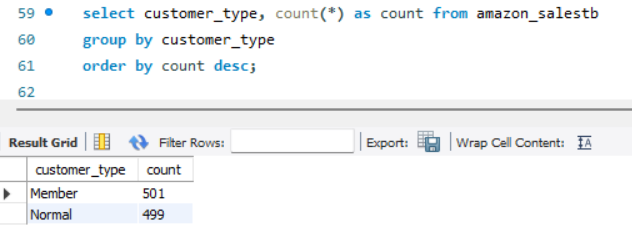 59 select customer_type, count(*) as count from amazon_salestb
60 group by customer_type
61 order by count desc;
62
Result Grid Filter Rows: Export: Wrap Cell Content: IA
customer_type count
Member 501
Normal 499